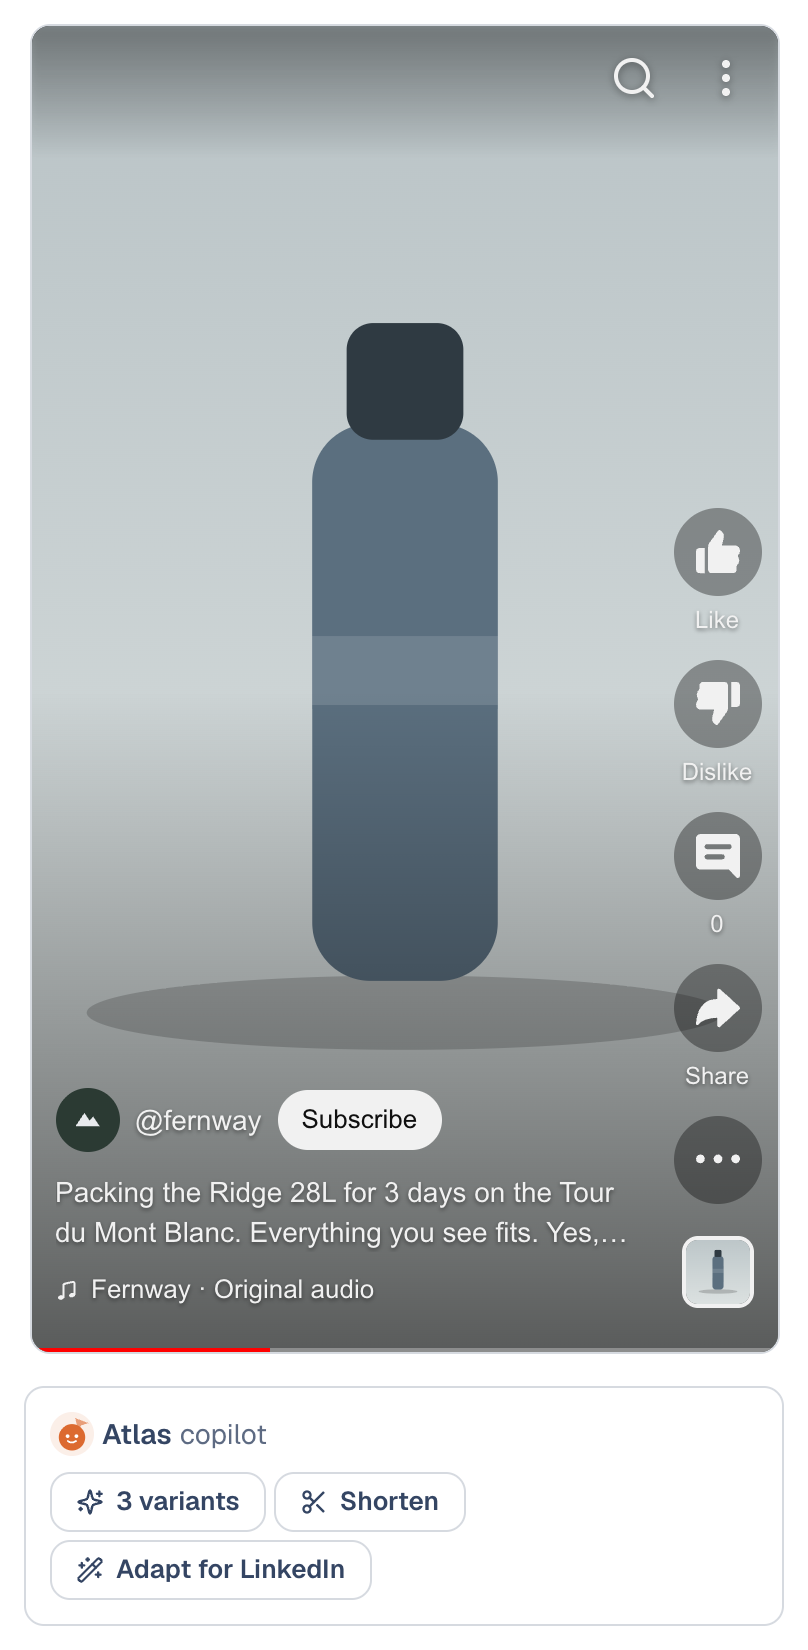 Like
Dislike
0
Share
@fernway
Subscribe
Packing the Ridge 28L for 3 days on the Tour
du Mont Blanc. Everything you see fits. Yes,…
Fernway · Original audio
Atlas copilot
3 variants
Shorten
Adapt for LinkedIn